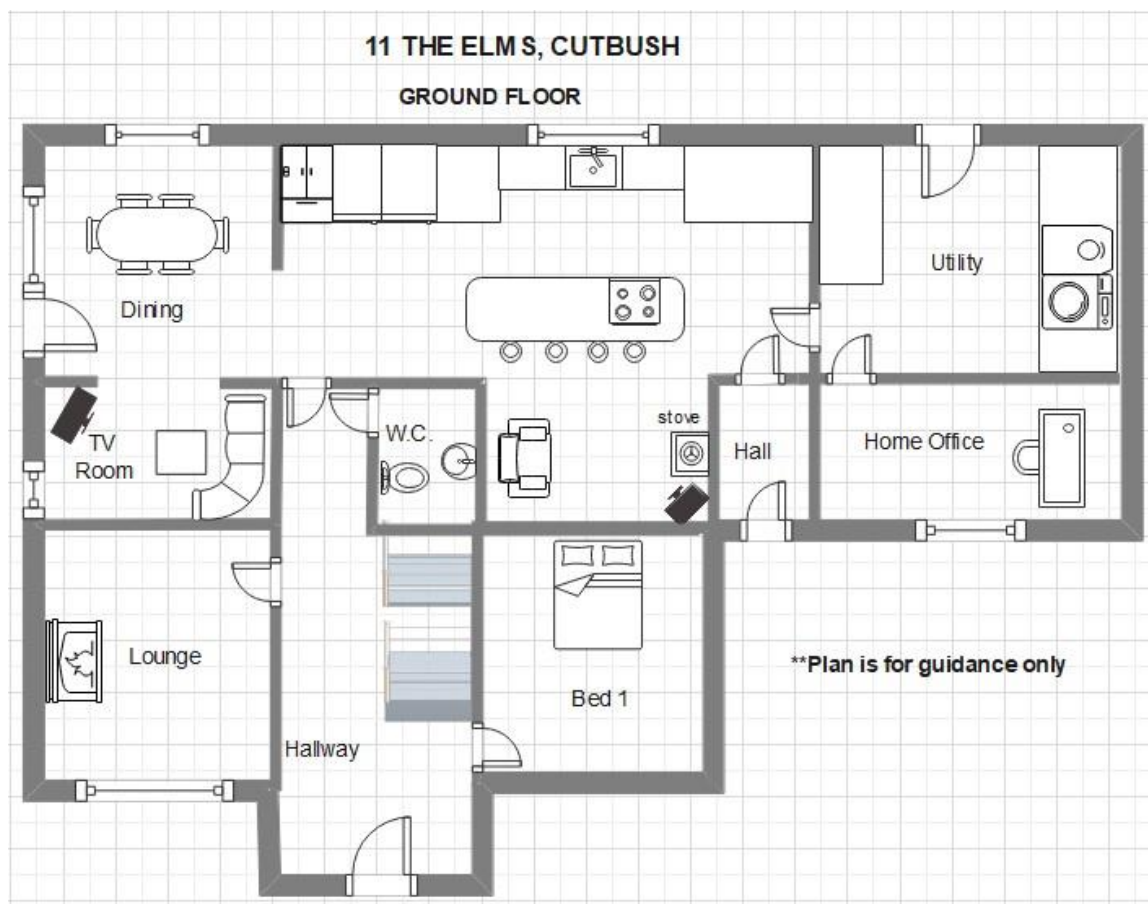 11 THE ELMS, CUTBUSH
GROUND FLOOR
Utility
Dining
stove
W.C.
TV
Room
Hall
Home Office
Lounge
**Plan is for guidance only
Bed 1
Hallway